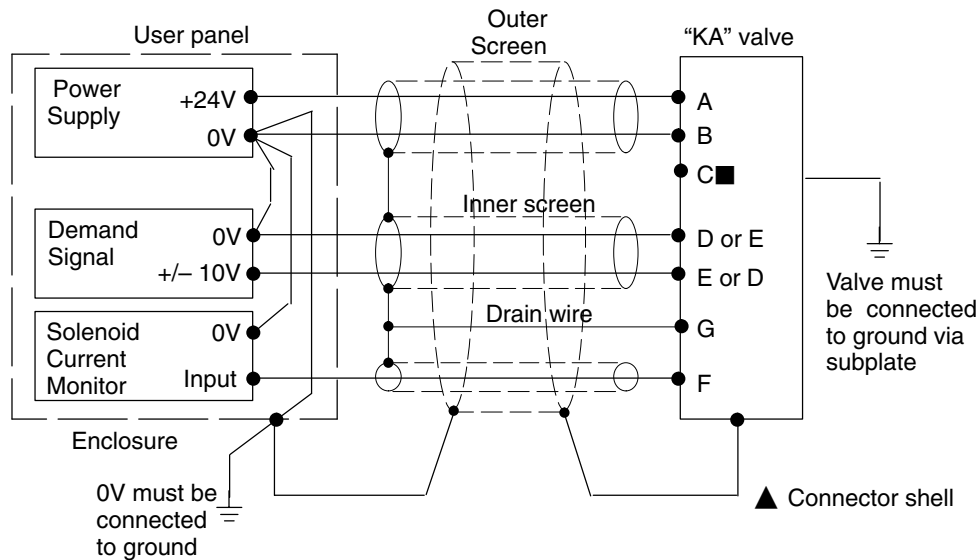 Outer
Screen
User panel
“KA” valve
Power
Supply
+24V
0V
A
B
C■
Inner screen
Demand
Signal
0V
+/– 10V
D or E
E or D
Valve must
be connected
to ground via
subplate
Drain wire
G
Solenoid
Current
Monitor
0V
Input
F
Enclosure
0V must be
connected
to ground
▲ Connector shell